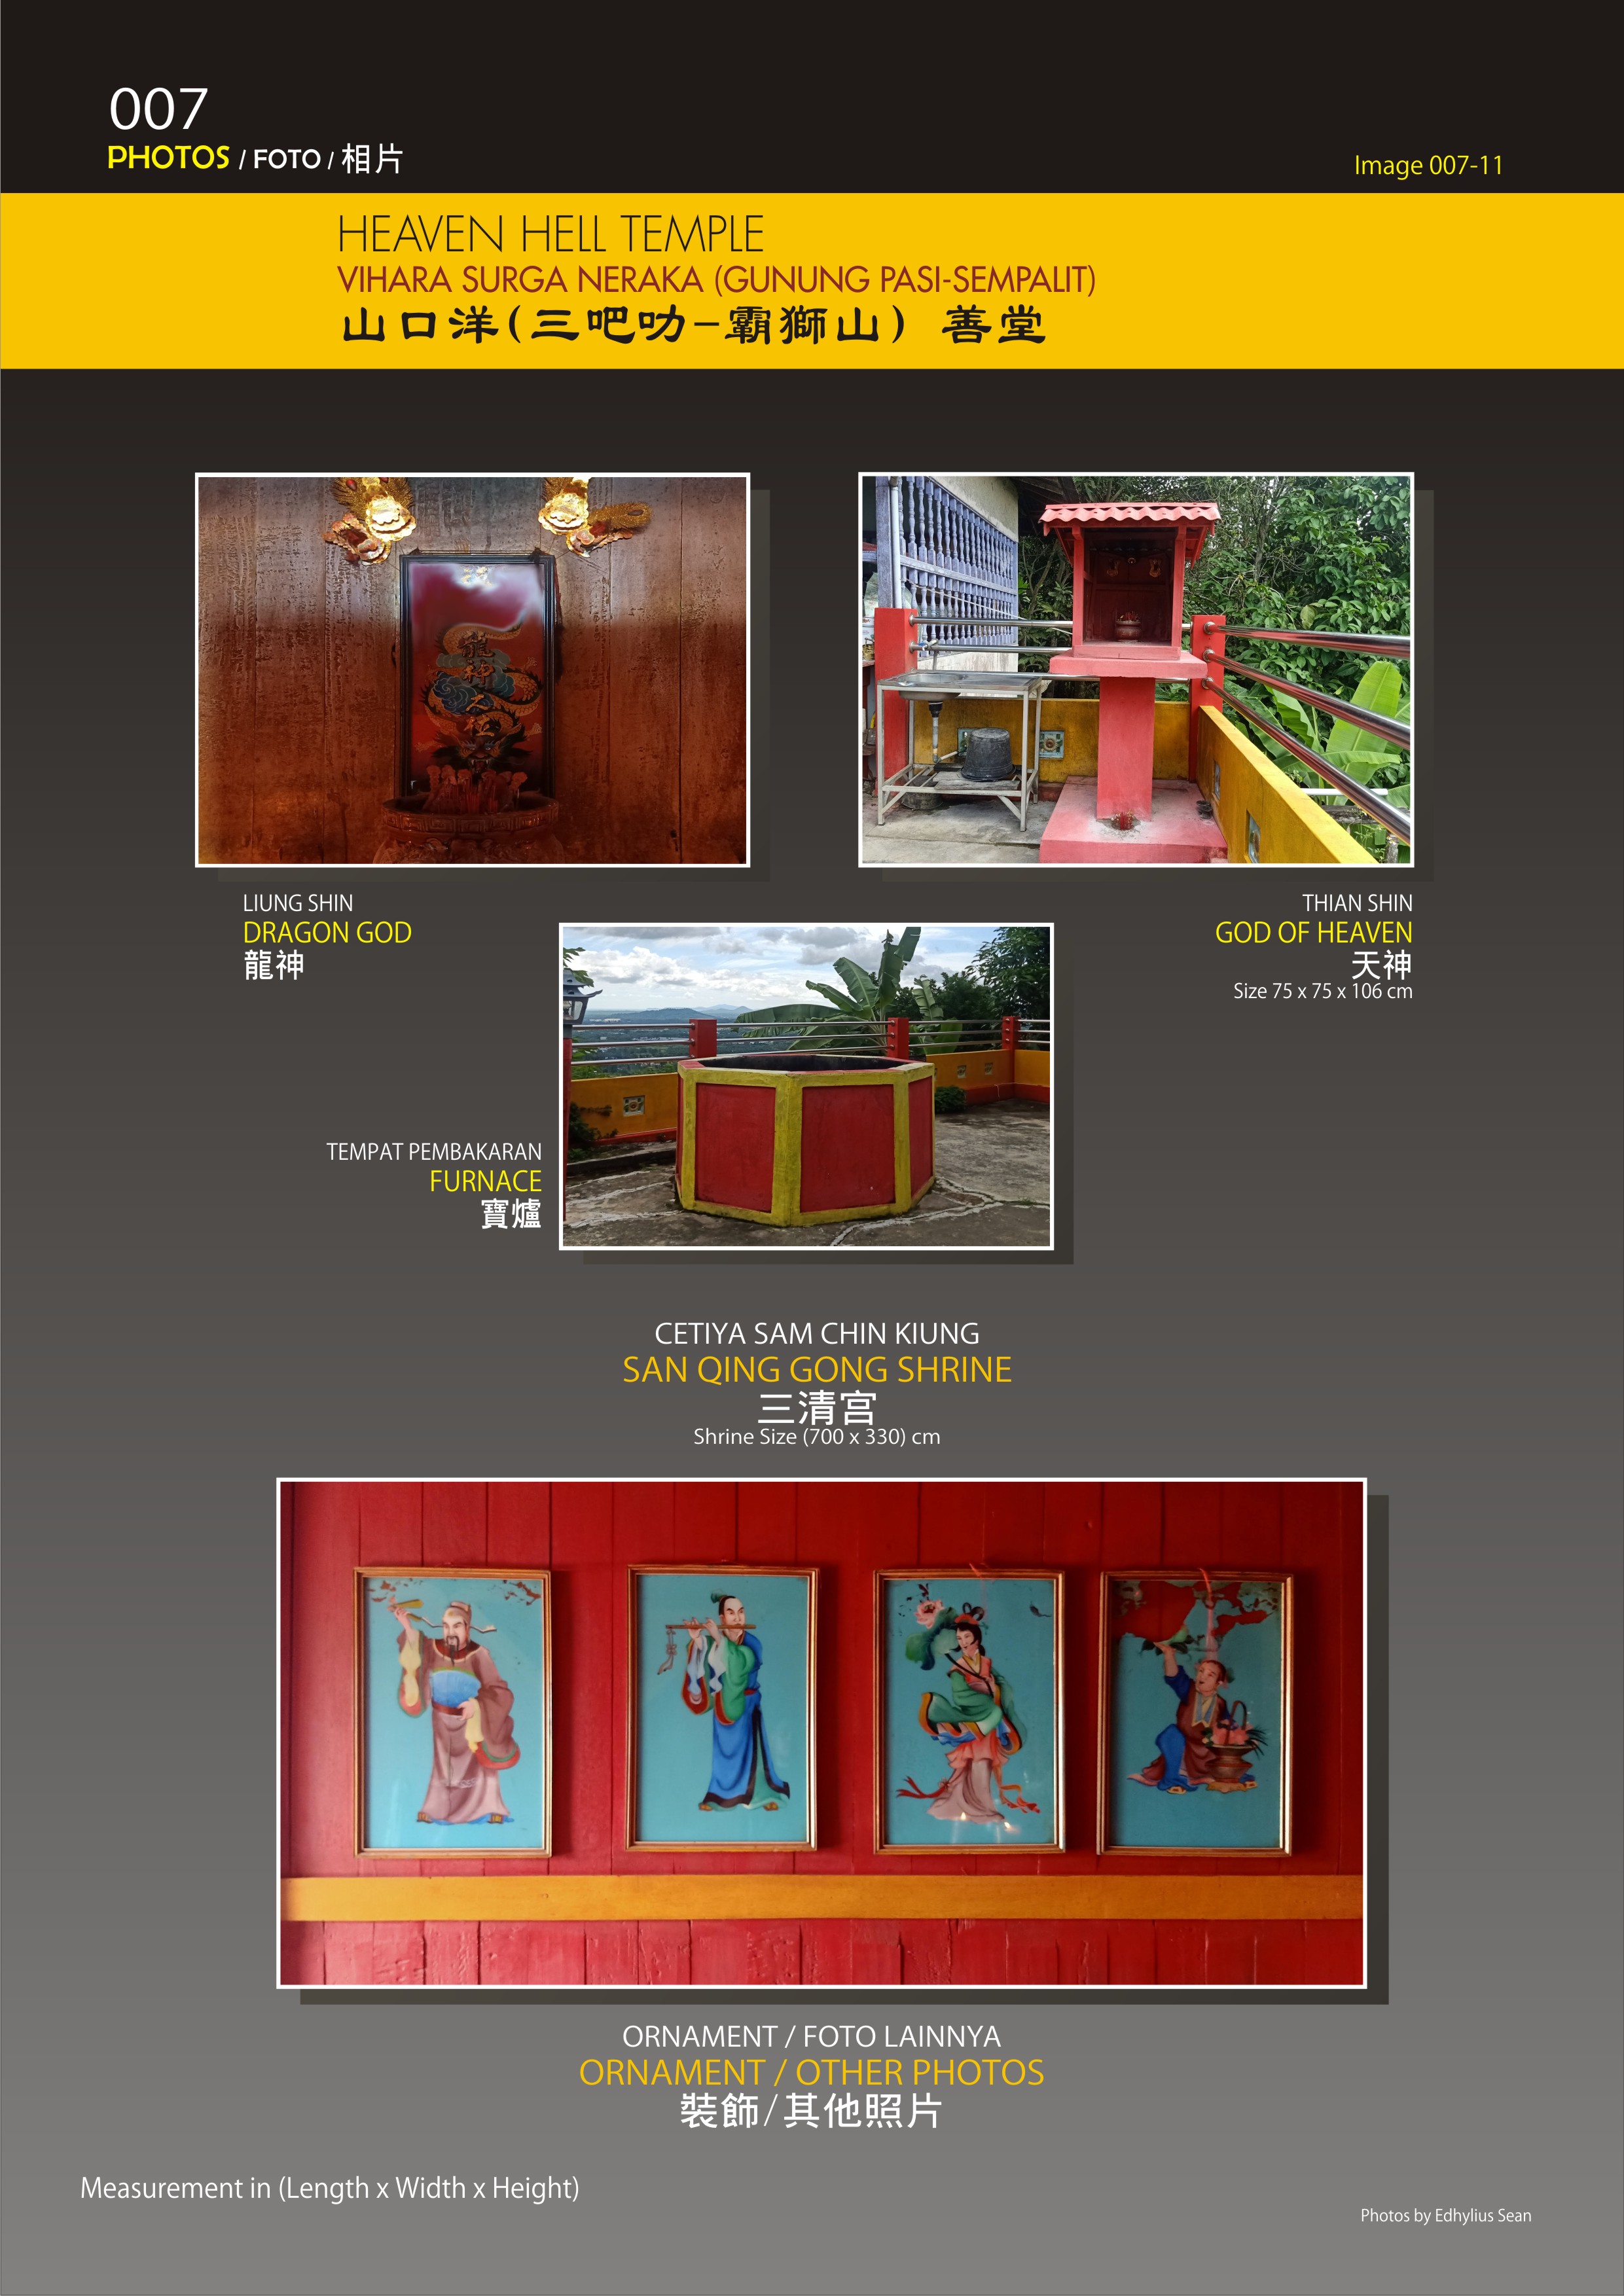 007
PHOTOS / FOTO / 相片
Image 007-11
HEAVEN HELL TEMPLE
VIHARA SURGA NERAKA (GUNUNG PASI-SEMPALIT)
山口洋(三吧叻-霸獅山) 善堂
龍神
LIUNG SHIN
DRAGON GOD
龍神
THIAN SHIN
GOD OF HEAVEN
天神
Size 75 x 75 x 106 cm
TEMPAT PEMBAKARAN
FURNACE
寶爐
CETIYA SAM CHIN KIUNG
SAN QING GONG SHRINE
三清宫
Shrine Size (700 x 330) cm
ORNAMENT / FOTO LAINNYA
ORNAMENT / OTHER PHOTOS
裝飾/其他照片
Measurement in (Length x Width x Height)
Photos by Edhylius Sean